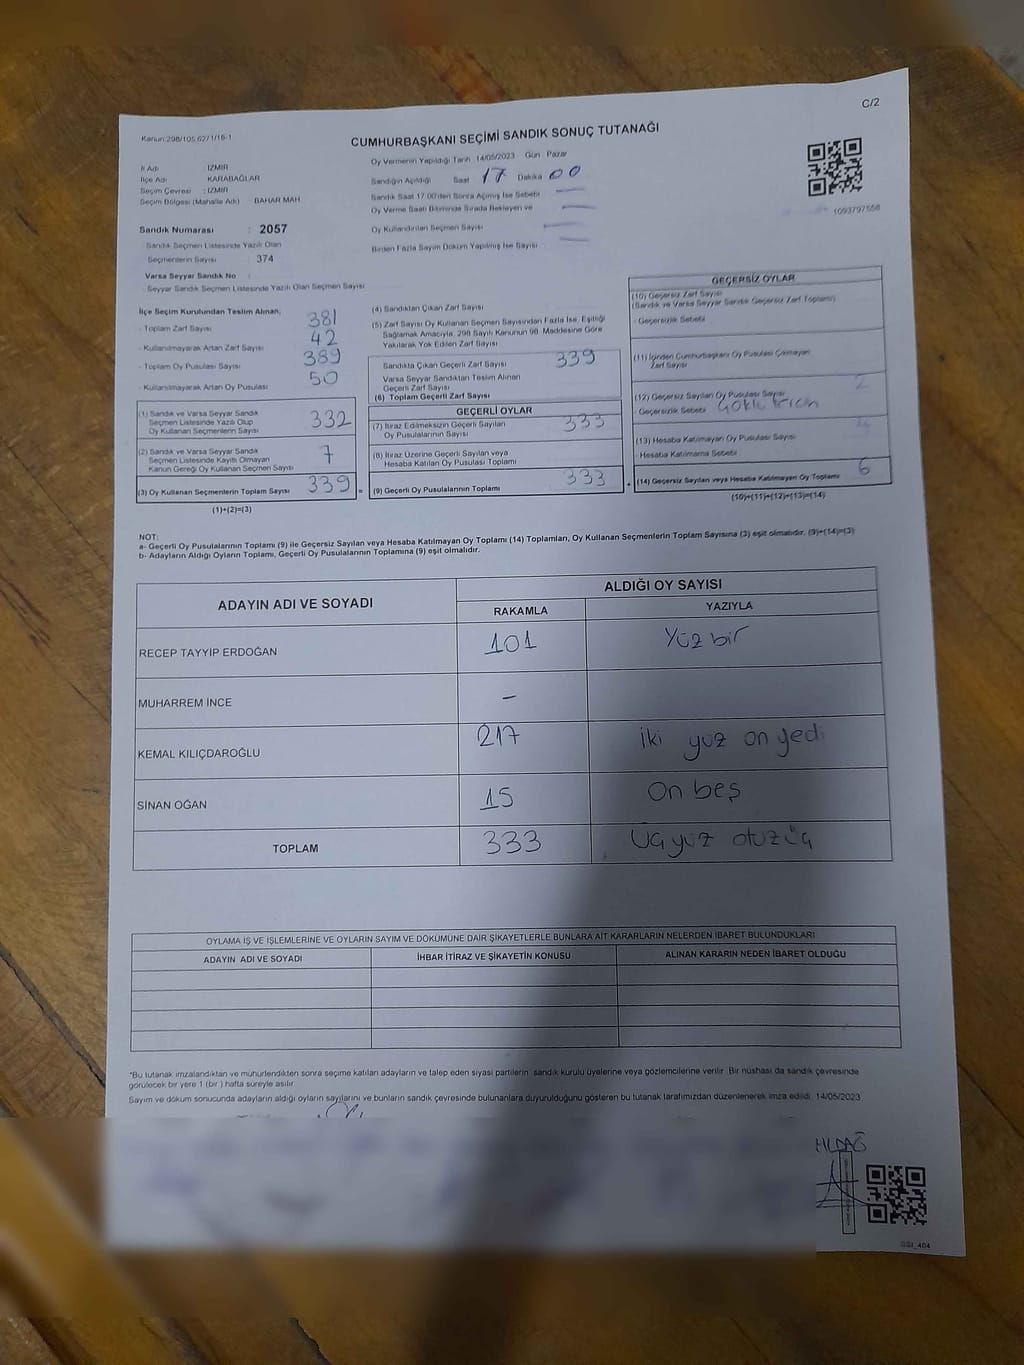 C/2
Kanun:298/105,6271/16-1
CUMHURBAŞKANI SEÇİMİ SANDIK SONUÇ TUTANAĞI
İl Adı : İZMİR
İlçe Adı : KARABAĞLAR
Seçim Çevresi : İZMİR
Seçim Bölgesi (Mahalle Adı) BAHAR MAH
Sandık Numarası : 2057
- Sandık Seçmen Listesinde Yazılı Olan
Seçmenlerin Sayısı : 374
Varsa Seyyar Sandık No :
- Seyyar Sandık Seçmen Listesinde Yazılı Olan Seçmen Sayısı
Oy Vermenin Yapıldığı Tarih 14/05/2023 Gün : Pazar
Sandığın Açıldığı Saat 17 Dakika 00
Sandık Saat 17.00'den Sonra Açımış İse Sebebi —
Oy Verme Saati Bitiminde Sırada Bekleyen ve —
Oy Kullandırılan Seçmen Sayısı —
Birden Fazla Sayım Döküm Yapılmış İse Sayısı —
1093797556
İlçe Seçim Kurulundan Teslim Alınan;
- Toplam Zarf Sayısı 381
- Kullanılmayarak Artan Zarf Sayısı 42
- Toplam Oy Pusulası Sayısı 389
- Kullanılmayarak Artan Oy Pusulası 50
(1) Sandık ve Varsa Seyyar Sandık
Seçmen Listesinde Yazılı Olup
Oy Kullanan Seçmenlerin Sayısı 332
(2) Sandık ve Varsa Seyyar Sandık
Seçmen Listesinde Kayıtlı Olmayan
Kanun Gereği Oy Kullanan Seçmen Sayısı 7
(3) Oy Kullanan Seçmenlerin Toplam Sayısı 339 =
(1)+(2)=(3)
(4) Sandıktan Çıkan Zarf Sayısı
(5) Zarf Sayısı Oy Kullanan Seçmen Sayısından Fazla İse, Eşitliği
Sağlamak Amacıyla, 298 Sayılı Kanunun 98. Maddesine Göre
Yakılarak Yok Edilen Zarf Sayısı
Sandıkta Çıkan Geçerli Zarf Sayısı 339
Varsa Seyyar Sandıktan Teslim Alınan
Geçerli Zarf Sayısı
(6) Toplam Geçerli Zarf Sayısı
GEÇERLİ OYLAR
(7) İtiraz Edilmeksizin Geçerli Sayılan
Oy Pusulalarının Sayısı 333
(8) İtiraz Üzerine Geçerli Sayılan veya
Hesaba Katılan Oy Pusulası Toplamı
(9) Geçerli Oy Pusulalarının Toplamı 333 +
GEÇERSİZ OYLAR
(10) Geçersiz Zarf Sayısı
(Sandık ve Varsa Seyyar Sandık Geçersiz Zarf Toplamı)
- Geçersizlik Sebebi
(11) İçinden Cumhurbaşkanı Oy Pusulası Çıkmayan
Zarf Sayısı
(12) Geçersiz Sayılan Oy Pusulası Sayısı 2
- Geçersizlik Sebebi
(13) Hesaba Katılmayan Oy Pusulası Sayısı 4
- Hesaba Katılmama Sebebi
(14) Geçersiz Sayılan veya Hesaba Katılmayan Oy Toplamı 6
(10)+(11)+(12)+(13)=(14)
NOT:
a- Geçerli Oy Pusulalarının Toplamı (9) ile Geçersiz Sayılan veya Hesaba Katılmayan Oy Toplamı (14) Toplamları, Oy Kullanan Seçmenlerin Toplam Sayısına (3) eşit olmalıdır. (9)+(14)=(3)
b- Adayların Aldığı Oyların Toplamı, Geçerli Oy Pusulalarının Toplamına (9) eşit olmalıdır.
ADAYIN ADI VE SOYADI ALDIĞI OY SAYISI
RAKAMLA YAZIYLA
RECEP TAYYİP ERDOĞAN 101 Yüz bir
MUHARREM İNCE -
KEMAL KILIÇDAROĞLU 217 İki yüz on yedi
SİNAN OĞAN 15 On beş
TOPLAM 333 Üçyüz otuzüç
OYLAMA İŞ VE İŞLEMLERİNE VE OYLARIN SAYIM VE DÖKÜMÜNE DAİR ŞİKAYETLERLE BUNLARA AİT KARARLARIN NELERDEN İBARET BULUNDUKLARI
ADAYIN ADI VE SOYADI İHBAR İTİRAZ VE ŞİKAYETİN KONUSU ALINAN KARARIN NEDEN İBARET OLDUĞU
*Bu tutanak imzalandıktan ve mühürlendikten sonra seçime katılan adayların ve talep eden siyasi partilerin sandık kurulu üyelerine veya gözlemcilerine verilir. Bir nüshası da sandık çevresinde
görülecek bir yere 1 (bir ) hafta süreyle asılır
Sayım ve döküm sonucunda adayların aldığı oyların sayılarını ve bunların sandık çevresinde bulunanlara duyurulduğunu gösteren bu tutanak tarafımızdan düzenlenerek imza edildi. 14/05/2023